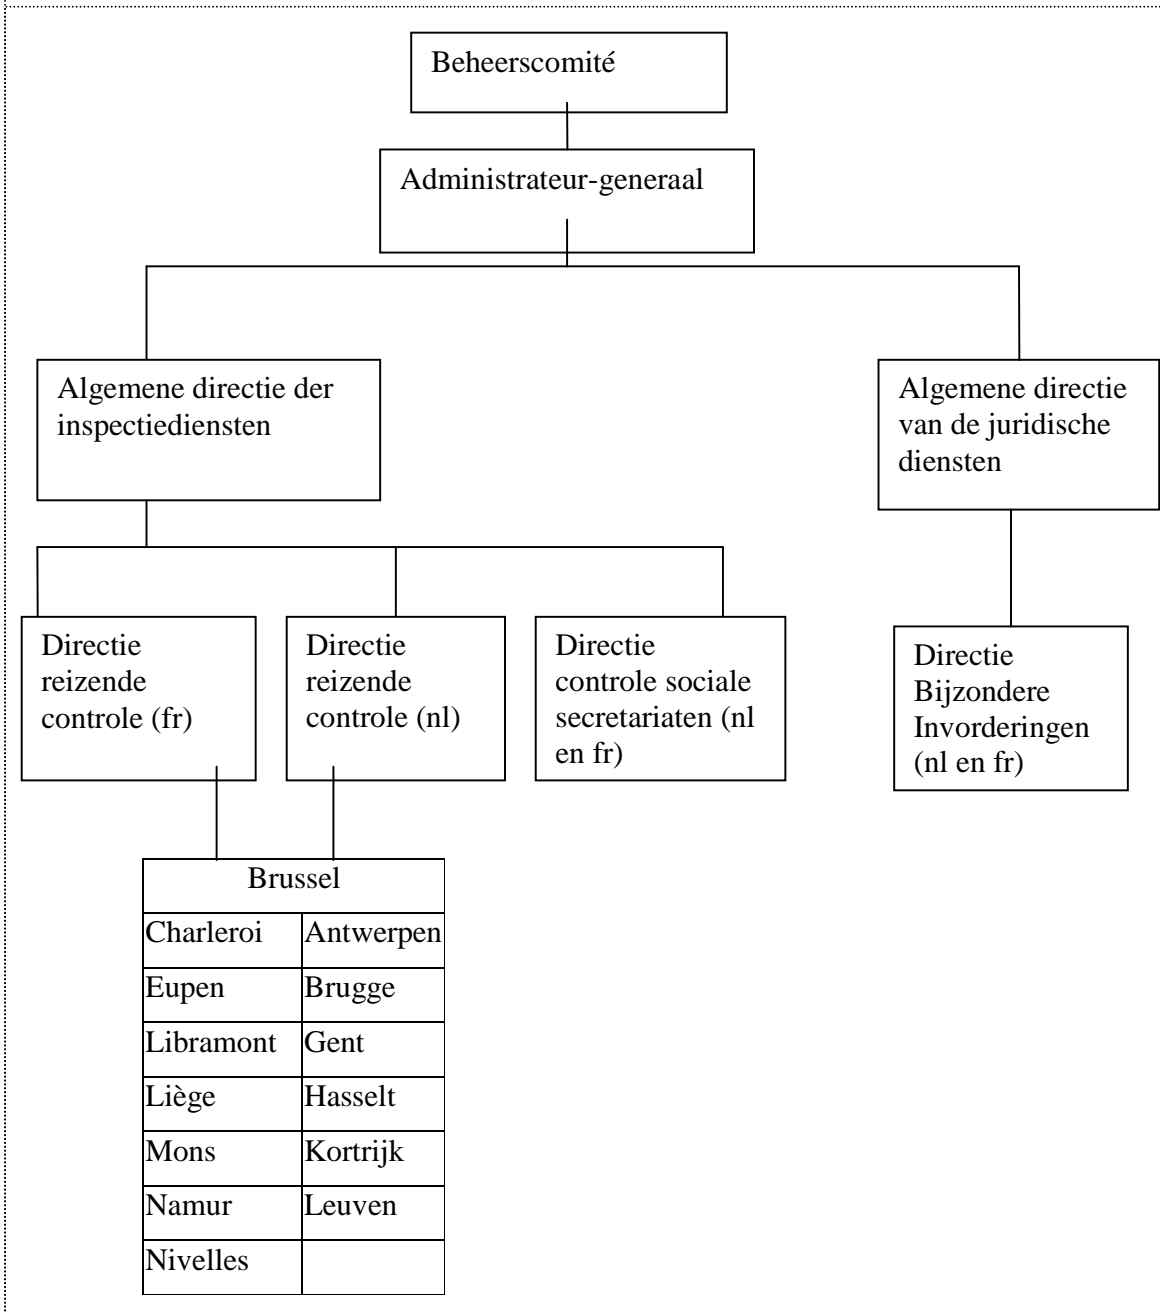 Beheerscomité
Administrateur-generaal
Algemene directie der
inspectiediensten
Algemene directie
van de juridische
diensten
Directie
reizende
controle (fr)
Directie
reizende
controle (nl)
Directie
controle sociale
secretariaten (nl
en fr)
Directie
Bijzondere
Invorderingen
(nl en fr)
Brussel
Charleroi Antwerpen
Eupen Brugge
Libramont Gent
Liège Hasselt
Mons Kortrijk
Namur Leuven
Nivelles